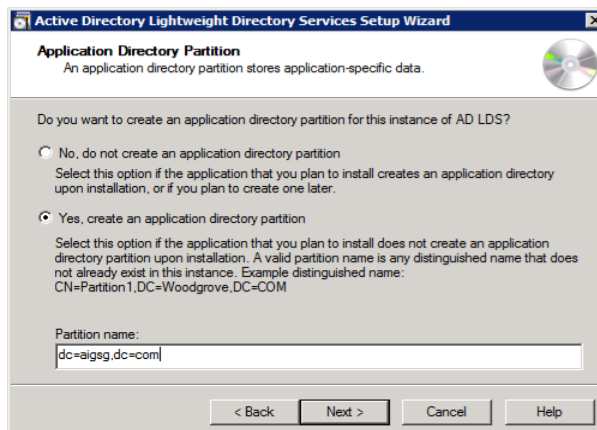 Active Directory Lightweight Directory Services Setup Wizard
Application Directory Partition
An application directory partition stores application-specific data.
Do you want to create an application directory partition for this instance of AD LDS?
No, do not create an application directory partition
Select this option if the application that you plan to install creates an application directory
upon installation, or if you plan to create one later.
Yes, create an application directory partition
Select this option if the application that you plan to install does not create an application
directory partition upon installation. A valid partition name is any distinguished name that does
not already exist in this instance. Example distinguished name:
CN=Partition1,DC=Woodgrove,DC=COM
Partition name:
dc=aigsg,dc=com
< Back Next > Cancel Help